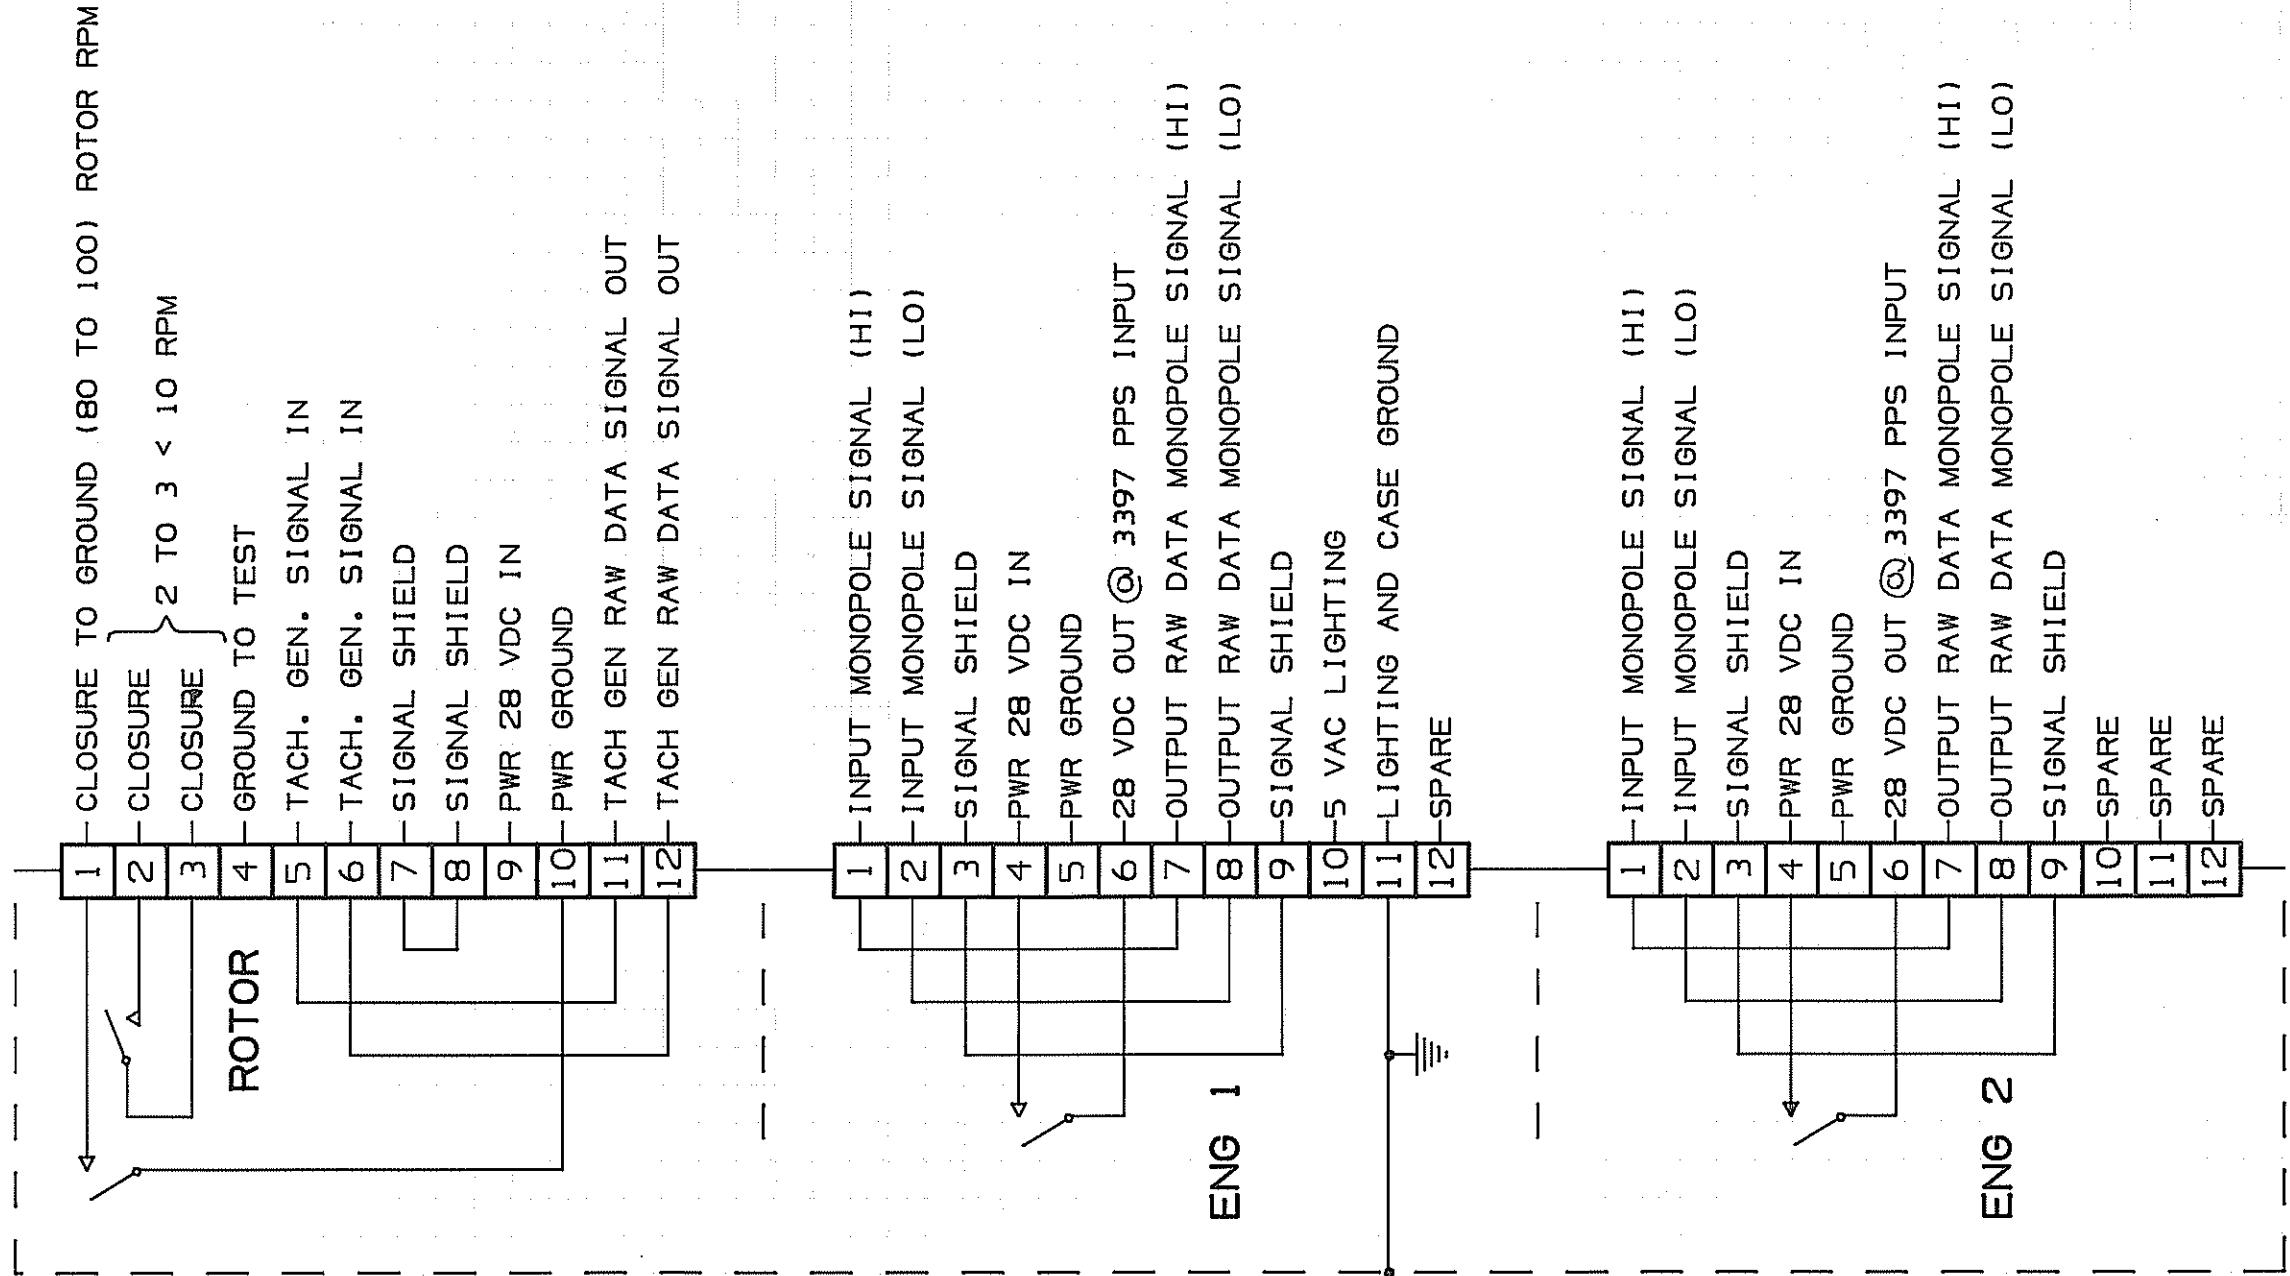 1 CLOSURE TO GROUND (80 TO 100) ROTOR RPM
2 CLOSURE
3 CLOSURE
2 TO 3 < 10 RPM
4 GROUND TO TEST
5 TACH. GEN. SIGNAL IN
6 TACH. GEN. SIGNAL IN
7 SIGNAL SHIELD
8 SIGNAL SHIELD
9 PWR 28 VDC IN
10 PWR GROUND
11 TACH GEN RAW DATA SIGNAL OUT
12 TACH GEN RAW DATA SIGNAL OUT
ROTOR
1 INPUT MONOPOLE SIGNAL (HI)
2 INPUT MONOPOLE SIGNAL (LO)
3 SIGNAL SHIELD
4 PWR 28 VDC IN
5 PWR GROUND
6 28 VDC OUT @ 3397 PPS INPUT
7 OUTPUT RAW DATA MONOPOLE SIGNAL (HI)
8 OUTPUT RAW DATA MONOPOLE SIGNAL (LO)
9 SIGNAL SHIELD
10 5 VAC LIGHTING
11 LIGHTING AND CASE GROUND
12 SPARE
ENG 1
1 INPUT MONOPOLE SIGNAL (HI)
2 INPUT MONOPOLE SIGNAL (LO)
3 SIGNAL SHIELD
4 PWR 28 VDC IN
5 PWR GROUND
6 28 VDC OUT @ 3397 PPS INPUT
7 OUTPUT RAW DATA MONOPOLE SIGNAL (HI)
8 OUTPUT RAW DATA MONOPOLE SIGNAL (LO)
9 SIGNAL SHIELD
10 SPARE
11 SPARE
12 SPARE
ENG 2